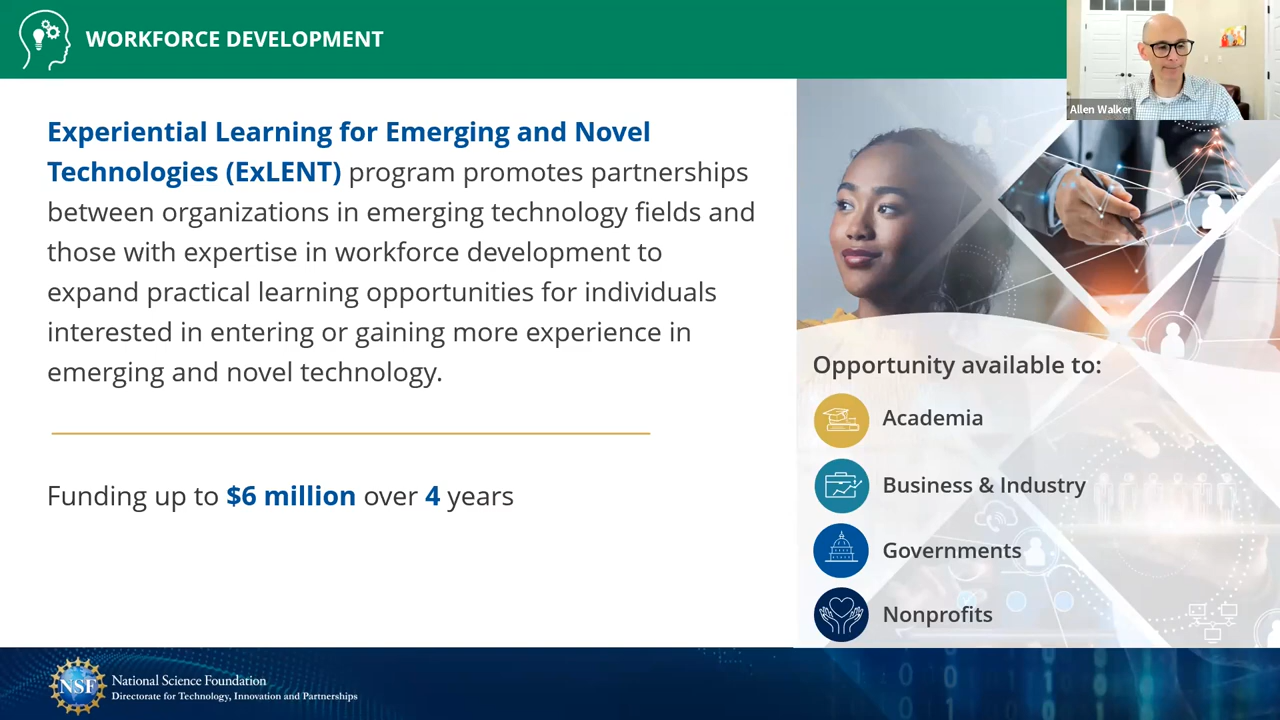 WORKFORCE DEVELOPMENT
Allen Walker
Experiential Learning for Emerging and Novel
Technologies (ExLENT) program promotes partnerships
between organizations in emerging technology fields and
those with expertise in workforce development to
expand practical learning opportunities for individuals
interested in entering or gaining more experience in
emerging and novel technology.
Funding up to $6 million over 4 years
Opportunity available to:
Academia
Business & Industry
Governments
Nonprofits
NSF
National Science Foundation
Directorate for Technology, Innovation and Partnerships